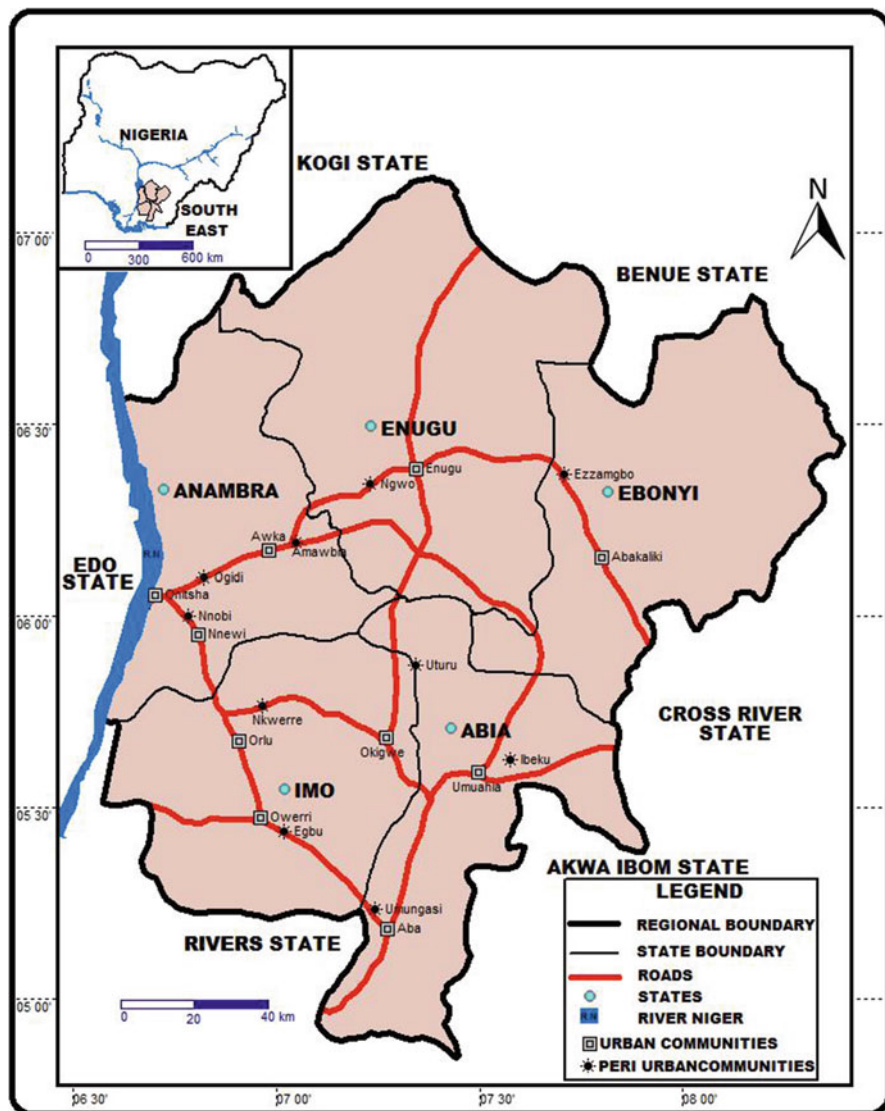 NIGERIA
SOUTH
EAST
0 300 600 km
KOGI STATE
N
07 00'
BENUE STATE
06 30'
ENUGU
Enugu
Ngwo
Ezzamgbo
ANAMBRA
EBONYI
Awka
Amawbia
Abakaliki
R.N
EDO
STATE
Ogidi
Onitsha
06 00'
Nnobi
Nnewi
Uturu
Nkwerre
CROSS RIVER
STATE
ABIA
Orlu
Okigwe
Ibeku
Umuahia
IMO
05 30'
Owerri
Egbu
AKWA IBOM STATE
Umungasi
Aba
RIVERS STATE
05 00'
0 20 40 km
LEGEND
REGIONAL BOUNDARY
STATE BOUNDARY
ROADS
STATES
R.N RIVER NIGER
URBAN COMMUNITIES
PERI URBANCOMMUNITIES
06 30' 07 00' 07 30' 08 00'